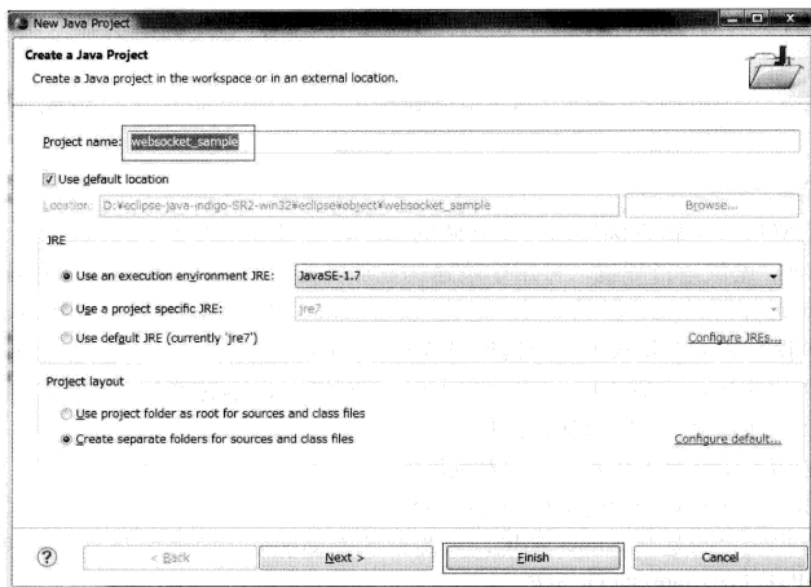 New Java Project
Create a Java Project
Create a Java project in the workspace or in an external location.
Project name: websocket_sample
Use default location
Location: D:¥eclipse-java-indigo-SR2-win32¥eclipse¥object¥websocket_sample Browse...
JRE
Use an execution environment JRE: JavaSE-1.7
Use a project specific JRE: jre7
Use default JRE (currently 'jre7') Configure JREs...
Project layout
Use project folder as root for sources and class files
Create separate folders for sources and class files Configure default...
? < Back Next > Finish Cancel